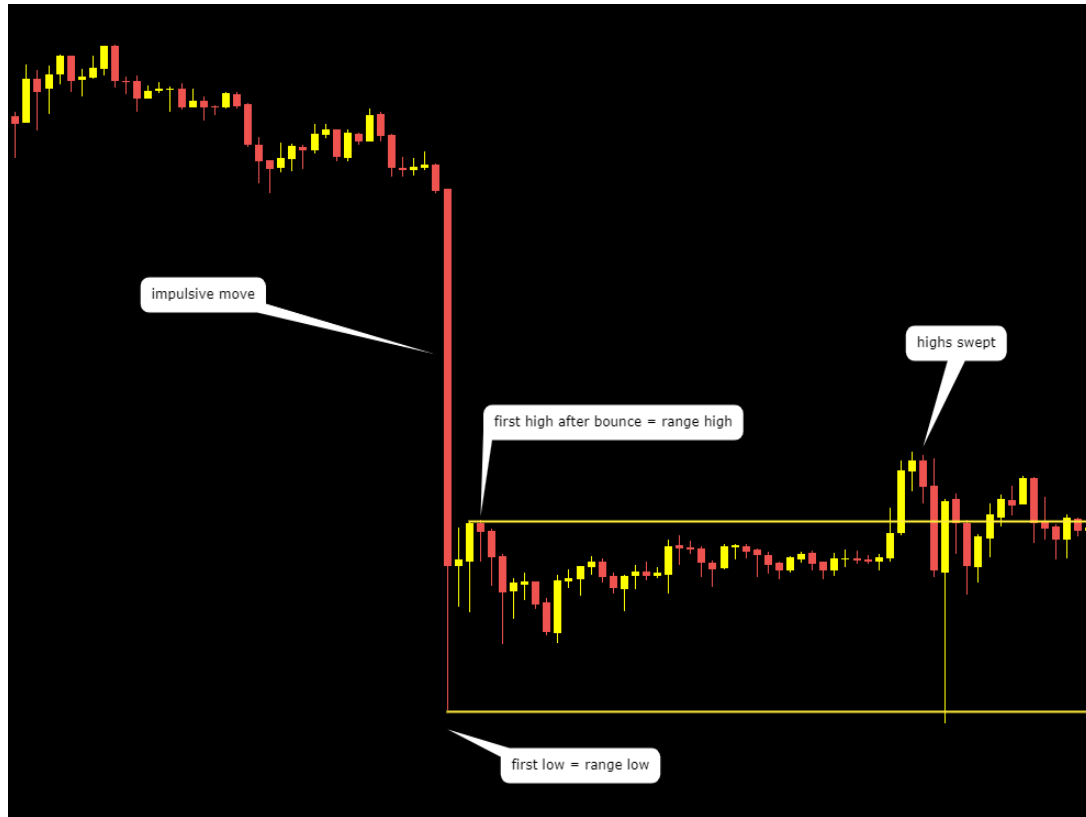 impulsive move
highs swept
first high after bounce = range high
first low = range low